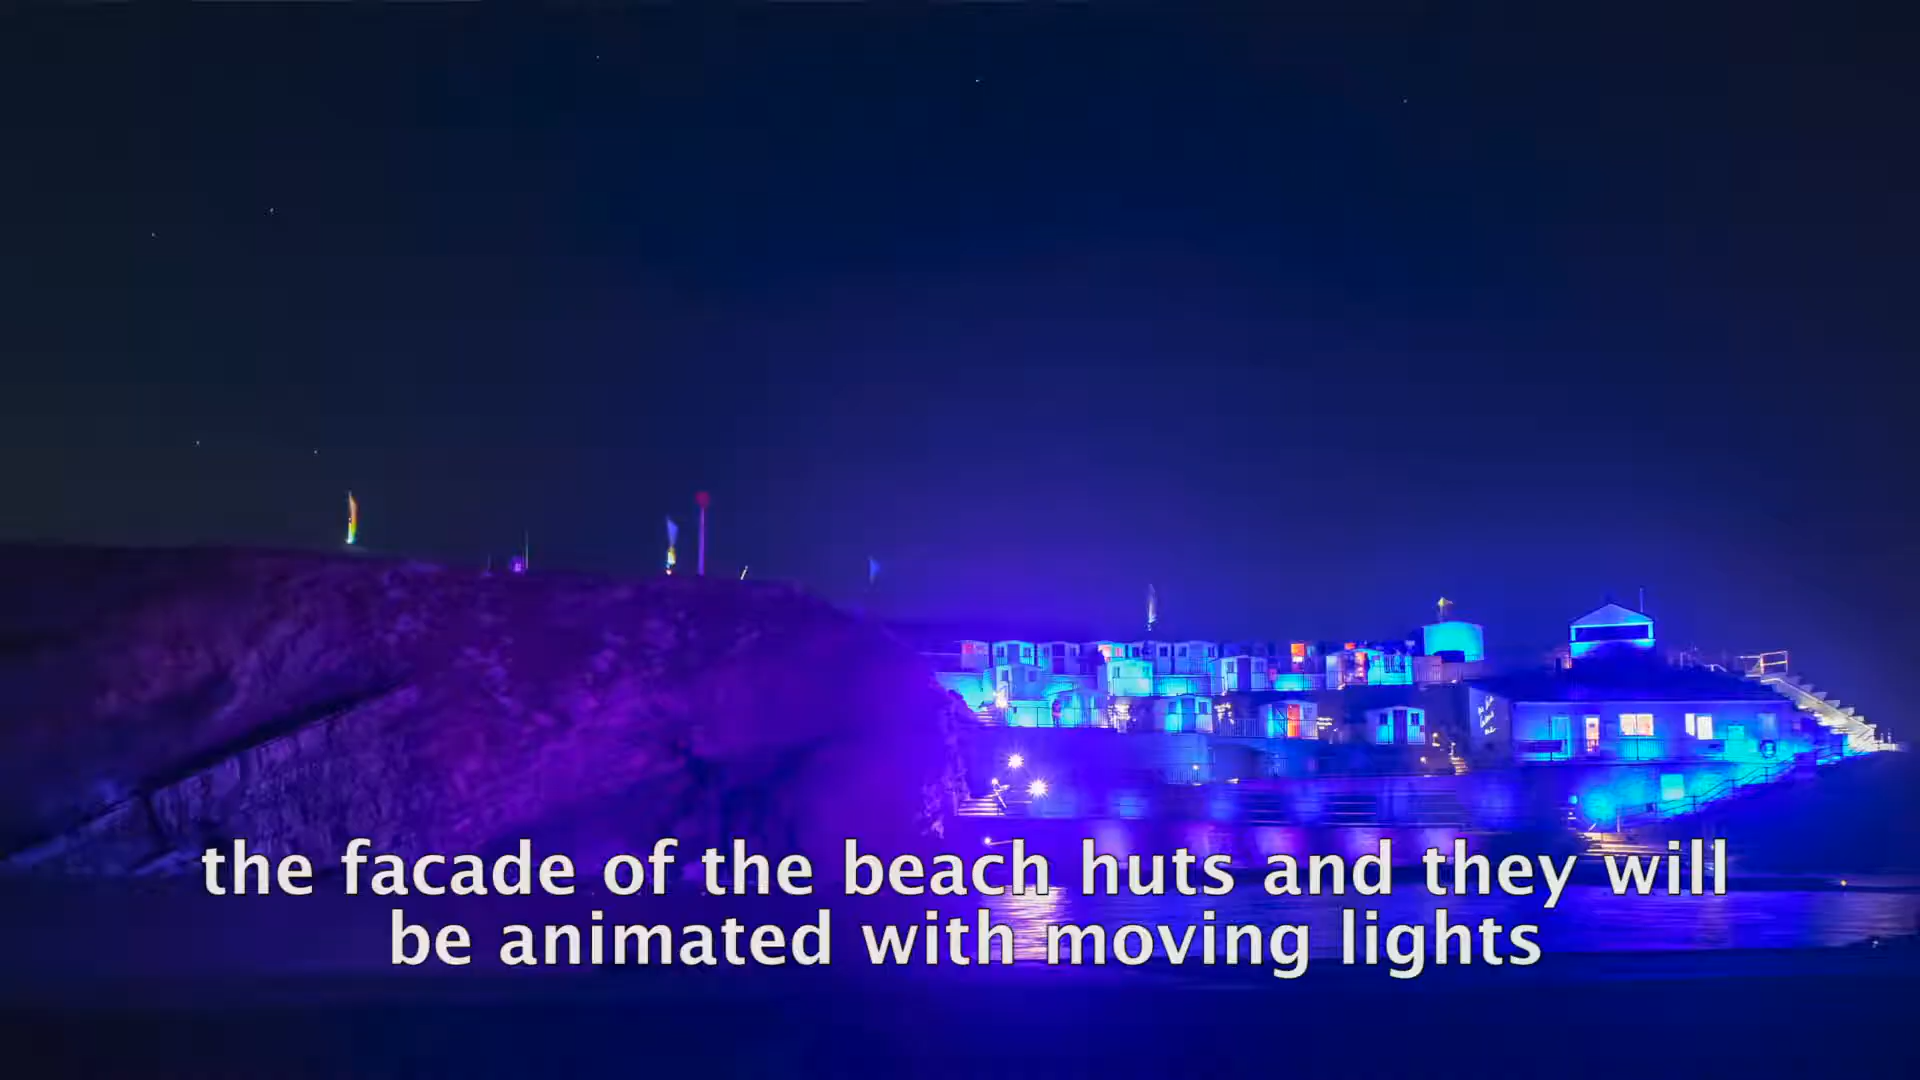 the facade of the beach huts and they will
be animated with moving lights